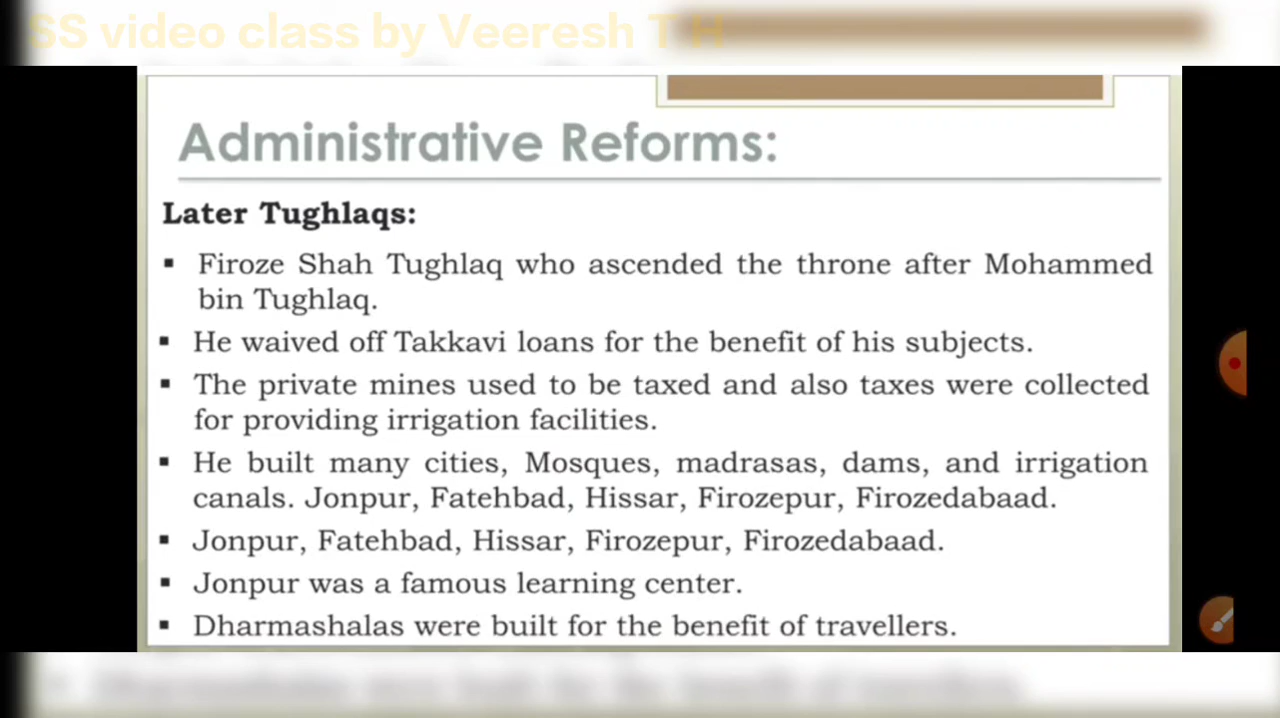 SS video class by Veeresh T H
Administrative Reforms:
Later Tughlaqs:
▪ Firoze Shah Tughlaq who ascended the throne after Mohammed
bin Tughlaq.
▪ He waived off Takkavi loans for the benefit of his subjects.
▪ The private mines used to be taxed and also taxes were collected
for providing irrigation facilities.
▪ He built many cities, Mosques, madrasas, dams, and irrigation
canals. Jonpur, Fatehbad, Hissar, Firozepur, Firozedabaad.
▪ Jonpur, Fatehbad, Hissar, Firozepur, Firozedabaad.
▪ Jonpur was a famous learning center.
▪ Dharmashalas were built for the benefit of travellers.